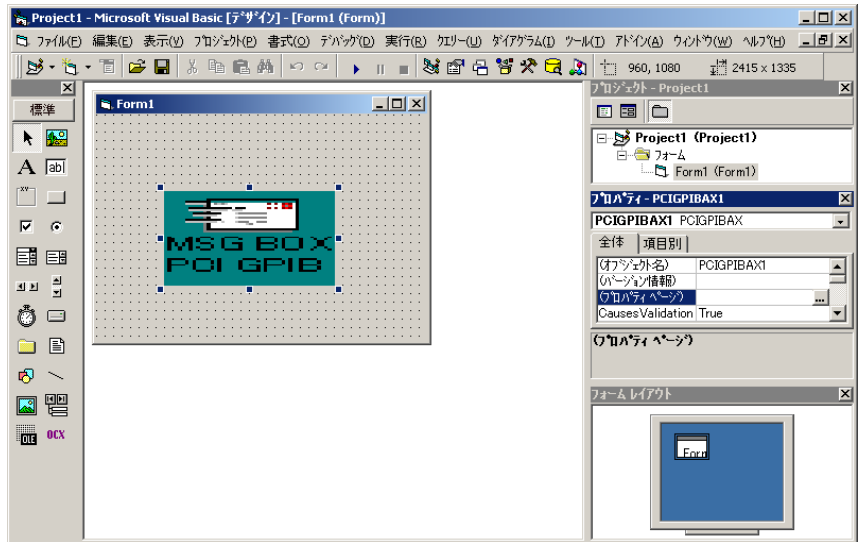 Project1 - Microsoft Visual Basic [ﾃﾞｻﾞｲﾝ] - [Form1 (Form)]
ﾌｧｲﾙ(F) 編集(E) 表示(V) ﾌﾟﾛｼﾞｪｸﾄ(P) 書式(O) ﾃﾞﾊﾞｯｸﾞ(D) 実行(R) ｸｴﾘｰ(U) ﾀﾞｲｱｸﾞﾗﾑ(I) ﾂｰﾙ(T) ｱﾄﾞｲﾝ(A) ｳｨﾝﾄﾞｳ(W) ﾍﾙﾌﾟ(H)
960, 1080 2415 x 1335
標準
A
ab
xy
OLE
OCX
Form1
MSG BOX
PCI GPIB
ﾌﾟﾛｼﾞｪｸﾄ - Project1
Project1 (Project1)
ﾌｫｰﾑ
Form1 (Form1)
ﾌﾟﾛﾊﾟﾃｨ - PCIGPIBAX1
PCIGPIBAX1 PCIGPIBAX
全体 項目別
(ｵﾌﾞｼﾞｪｸﾄ名) PCIGPIBAX1
(ﾊﾞｰｼﾞｮﾝ情報)
(ﾌﾟﾛﾊﾟﾃｨ ﾍﾟｰｼﾞ) ...
CausesValidation True
(ﾌﾟﾛﾊﾟﾃｨ ﾍﾟｰｼﾞ)
ﾌｫｰﾑ ﾚｲｱｳﾄ
Form